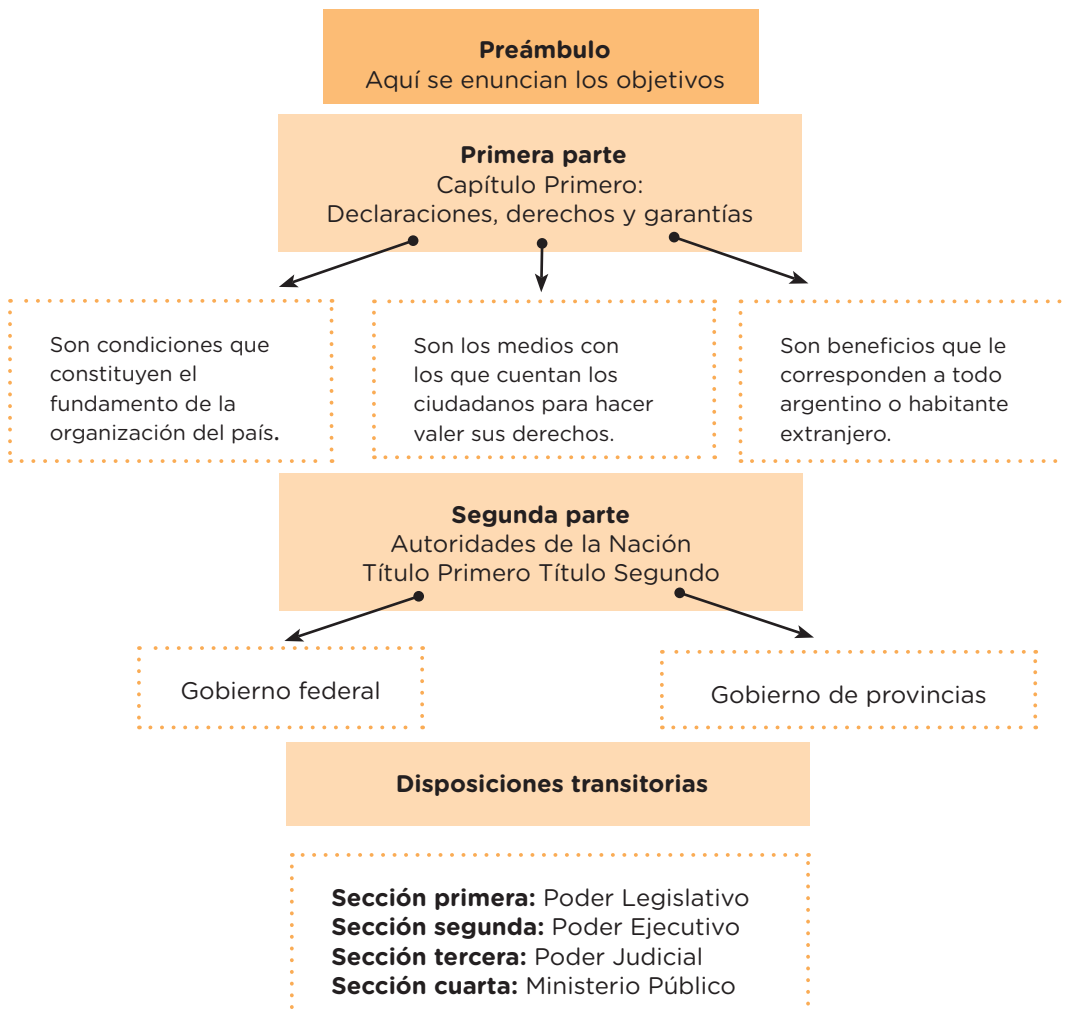 Preámbulo
Aquí se enuncian los objetivos
Primera parte
Capítulo Primero:
Declaraciones, derechos y garantías
Son condiciones que
constituyen el
fundamento de la
organización del país.
Son los medios con
los que cuentan los
ciudadanos para hacer
valer sus derechos.
Son beneficios que le
corresponden a todo
argentino o habitante
extranjero.
Segunda parte
Autoridades de la Nación
Título Primero Título Segundo
Gobierno federal
Gobierno de provincias
Disposiciones transitorias
Sección primera: Poder Legislativo
Sección segunda: Poder Ejecutivo
Sección tercera: Poder Judicial
Sección cuarta: Ministerio Público